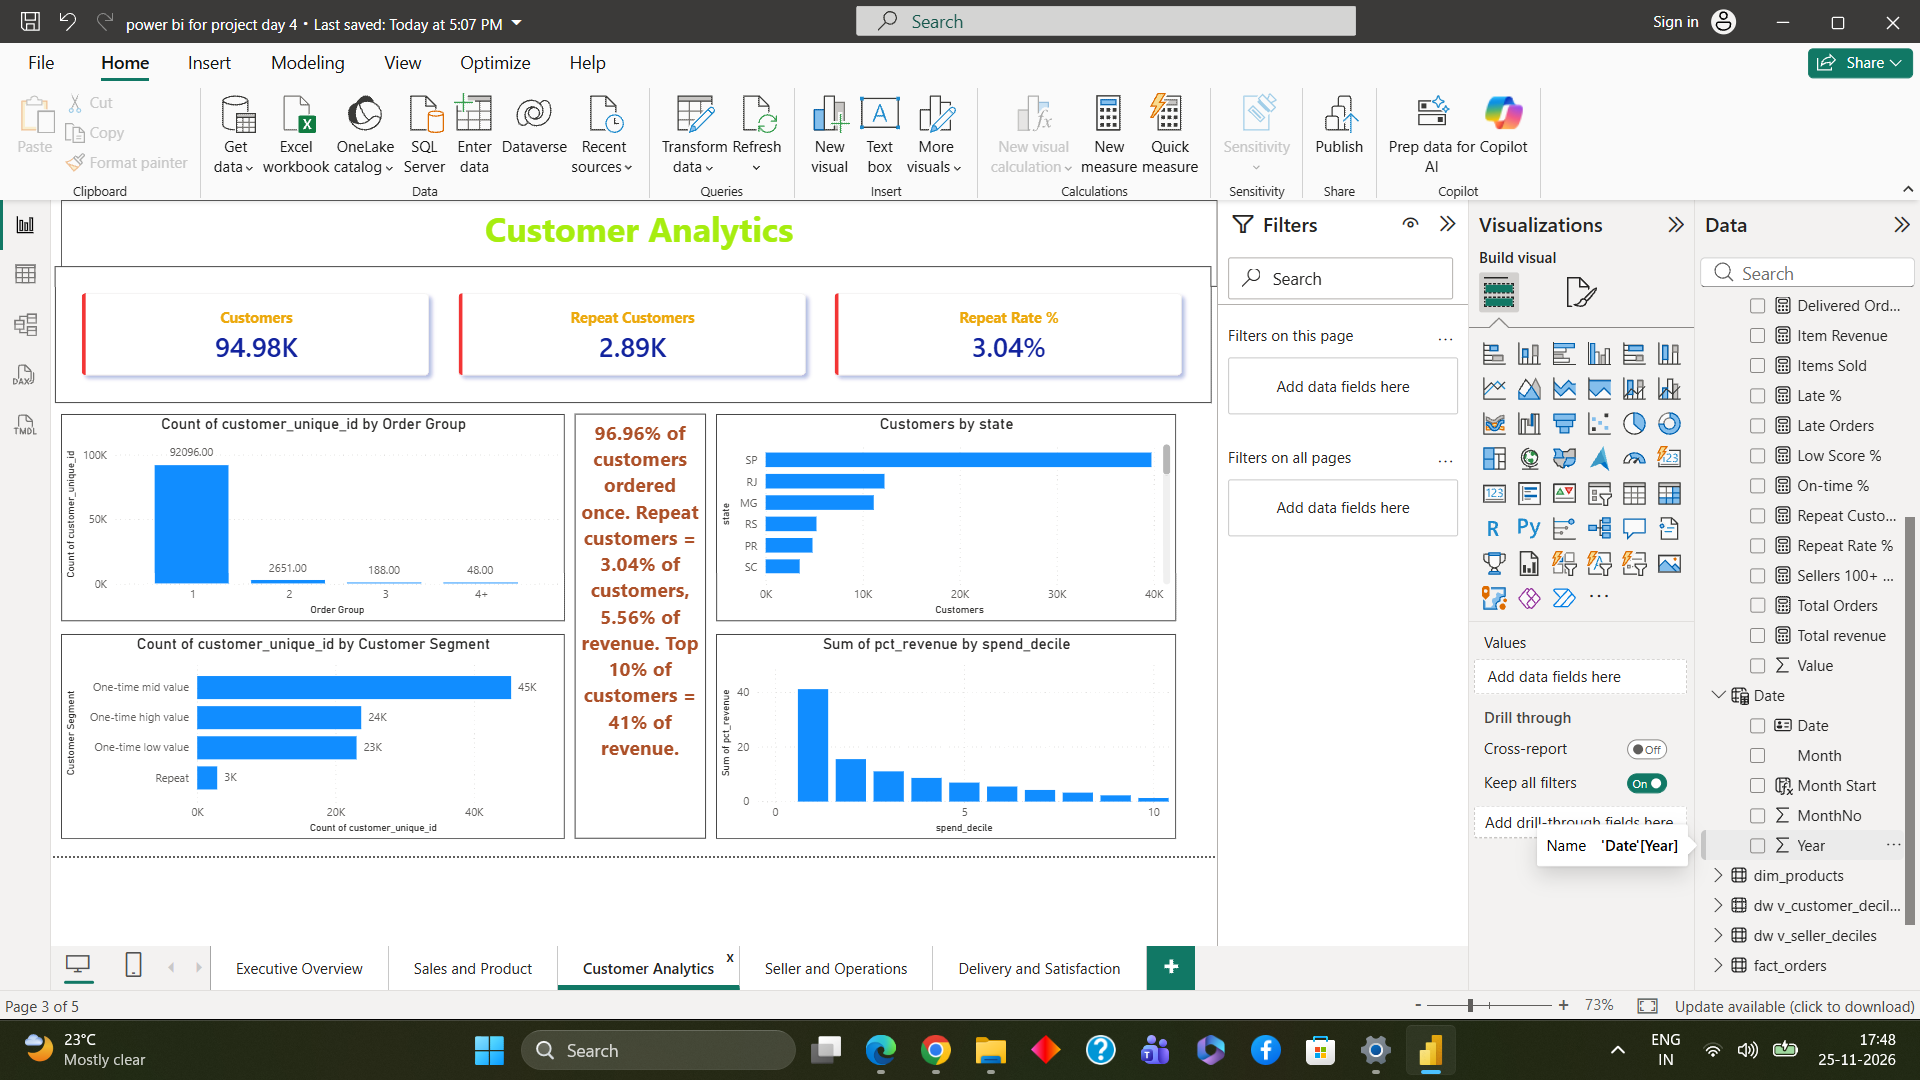 power bi for project day 4 • Last saved: Today at 5:07 PM
Search
Sign in
File
Home
Insert
Modeling
View
Optimize
Help
Share
Paste
Cut
Copy
Format painter
Clipboard
Get data
Excel workbook
OneLake catalog
SQL Server
Enter data
Dataverse
Recent sources
Data
Transform data
Refresh
Queries
New visual
Text box
More visuals
Insert
New visual calculation
New measure
Quick measure
Calculations
Sensitivity
Sensitivity
Publish
Share
Prep data for AI
Copilot
Copilot
DAX
TMDL
Customer Analytics
Customers
94.98K
Repeat Customers
2.89K
Repeat Rate %
3.04%
Count of customer_unique_id by Order Group
Count of customer_unique_id
100K
50K
0K
92096.00
2651.00
188.00
48.00
1
2
3
4+
Order Group
96.96% of
customers
ordered
once. Repeat
customers =
3.04% of
customers,
5.56% of
revenue. Top
10% of
customers =
41% of
revenue.
Customers by state
state
SP
RJ
MG
RS
PR
SC
0K
10K
20K
30K
40K
Customers
Count of customer_unique_id by Customer Segment
Customer Segment
One-time mid value
45K
One-time high value
24K
One-time low value
23K
Repeat
3K
0K
20K
40K
Count of customer_unique_id
Sum of pct_revenue by spend_decile
Sum of pct_revenue
40
20
0
0
5
10
spend_decile
Filters
Search
Filters on this page
...
Add data fields here
Filters on all pages
...
Add data fields here
Visualizations
Build visual
123
123
R
Py
...
Values
Add data fields here
Drill through
Cross-report
Off
Keep all filters
On
Add drill-through fields here
Name 'Date'[Year]
Data
Search
Delivered Ord...
Item Revenue
Items Sold
Late %
Late Orders
Low Score %
On-time %
Repeat Custo...
Repeat Rate %
Sellers 100+ ...
Total Orders
Total revenue
Value
Date
Date
Month
Month Start
MonthNo
Year
...
dim_products
dw v_customer_decil...
dw v_seller_deciles
fact_orders
Executive Overview
Sales and Product
Customer Analytics
x
Seller and Operations
Delivery and Satisfaction
+
Page 3 of 5
-
+
73%
Update available (click to download)
23°C
Mostly clear
Search
ENG
IN
17:48
25-11-2026